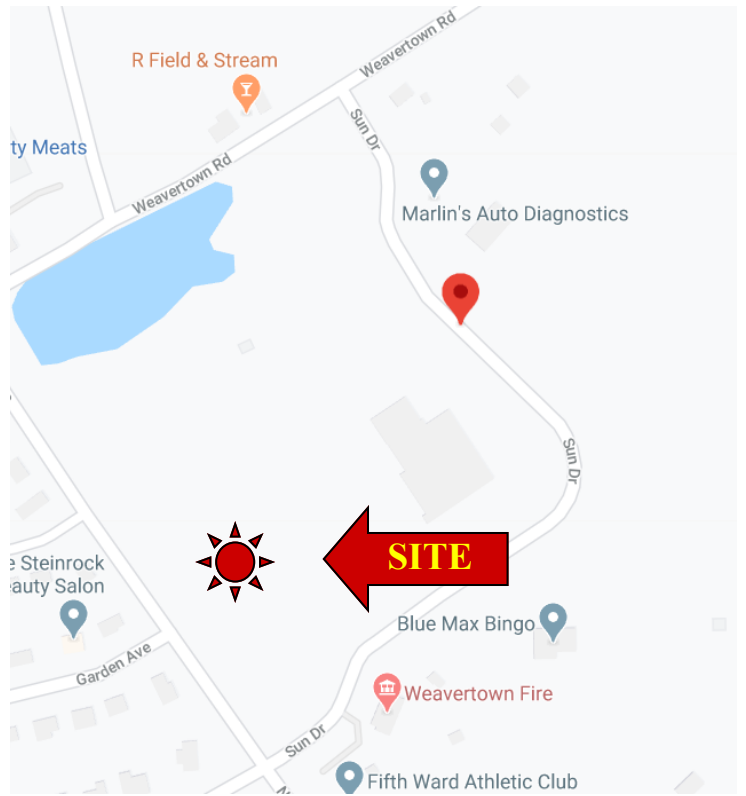 Weavertown Rd
R Field & Stream
Sun Dr
ty Meats
Weavertown Rd
Marlin's Auto Diagnostics
Sun Dr
SITE
e Steinrock
eauty Salon
Blue Max Bingo
Garden Ave
Weavertown Fire
Sun Dr
Fifth Ward Athletic Club